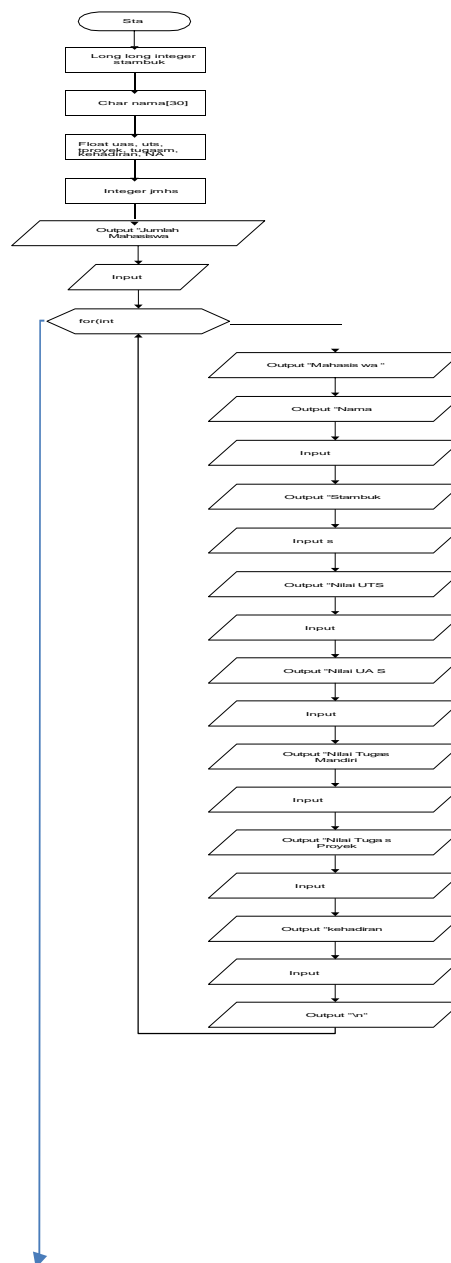 Sta
Long long integer
stambuk
Char nama[30]
Float uas, uts,
tproyek, tugasm,
kehadiran, NA
Integer jmhs
Output "Jumlah
Mahasiswa
Input
for(int
Output "Mahasis wa "
Output "Nama
Input
Output "Stambuk
Input s
Output "Nilai UTS
Input
Output "Nilai UA S
Input
Output "Nilai Tugas
Mandiri
Input
Output "Nilai Tuga s
Proyek
Input
Output "kehadiran
Input
Output "\n"